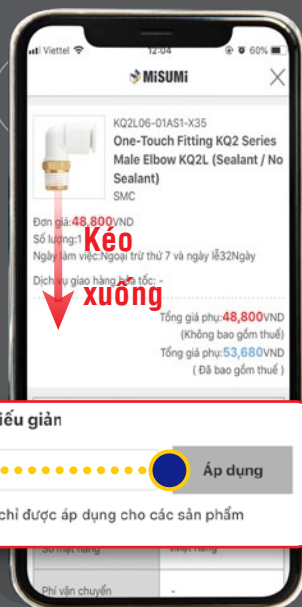 Viettel 12:04 60%
MiSUMi
KQ2L06-01AS1-X35
One-Touch Fitting KQ2 Series
Male Elbow KQ2L (Sealant / No
Sealant)
SMC
Đơn giá:48,800VND
Số lượng:1
Kéo
Ngày làm việc:Ngoại trừ thứ 7 và ngày lễ32Ngày
Dịch vụ giao hàng hỏa tốc: -
xuống
Tổng giá phụ:48,800VND
(Không bao gồm thuế)
Tổng giá phụ:53,680VND
( Đã bao gồm thuế )
iếu giản
Áp dụng
chỉ được áp dụng cho các sản phẩm
Số mặt hàng
Phí vận chuyển -